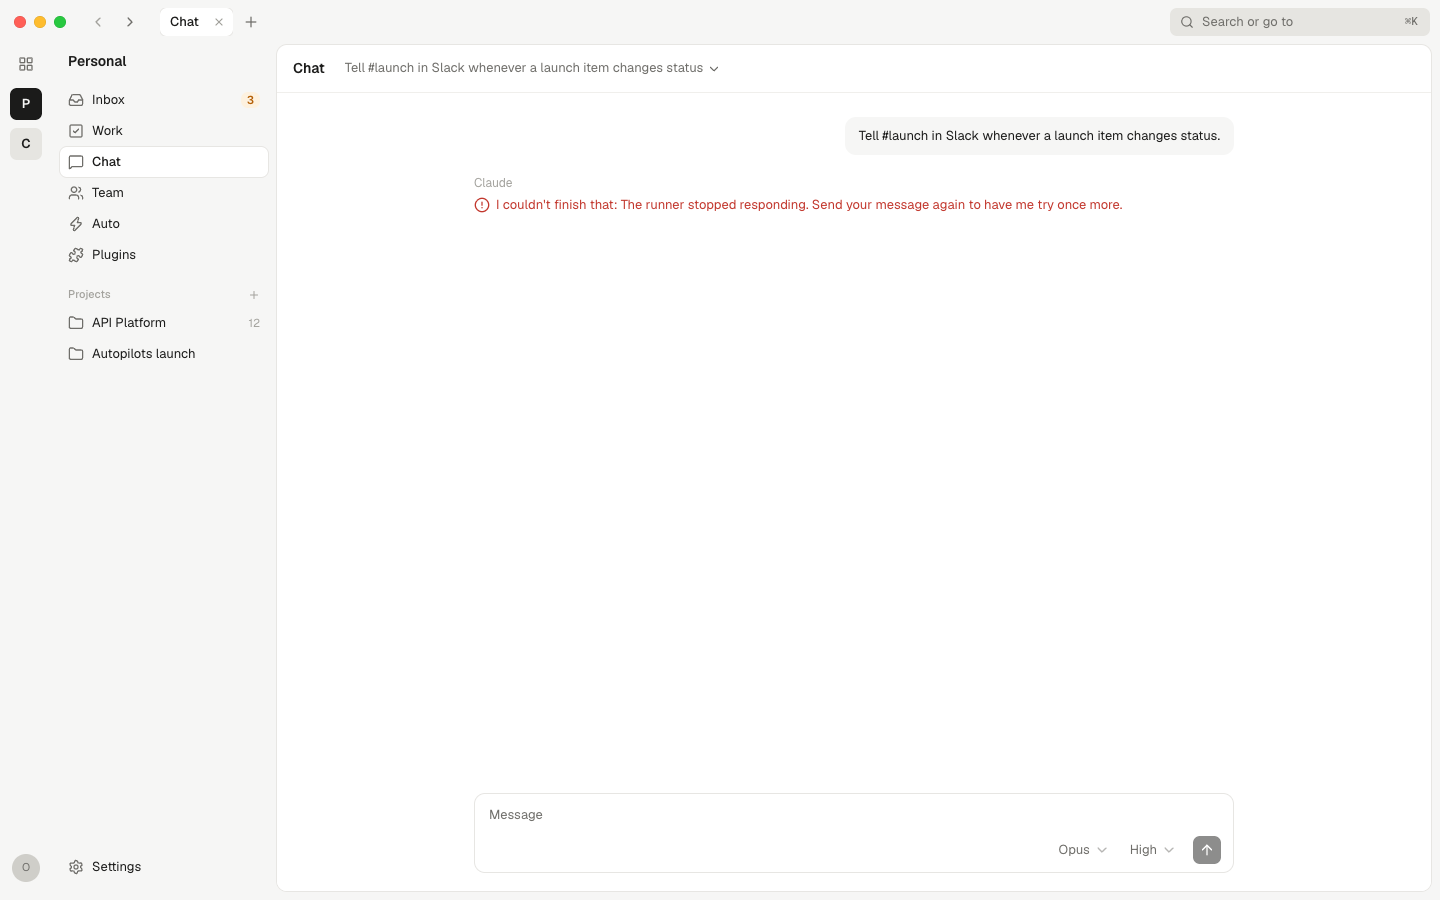 Chat
Search or go to
⌘K
Personal
P
C
Inbox
3
Work
Chat
Team
Auto
Plugins
Projects
API Platform
12
Autopilots launch
O
Settings
Chat
Tell #launch in Slack whenever a launch item changes status
Tell #launch in Slack whenever a launch item changes status.
Claude
I couldn't finish that: The runner stopped responding. Send your message again to have me try once more.
Message
Opus
High